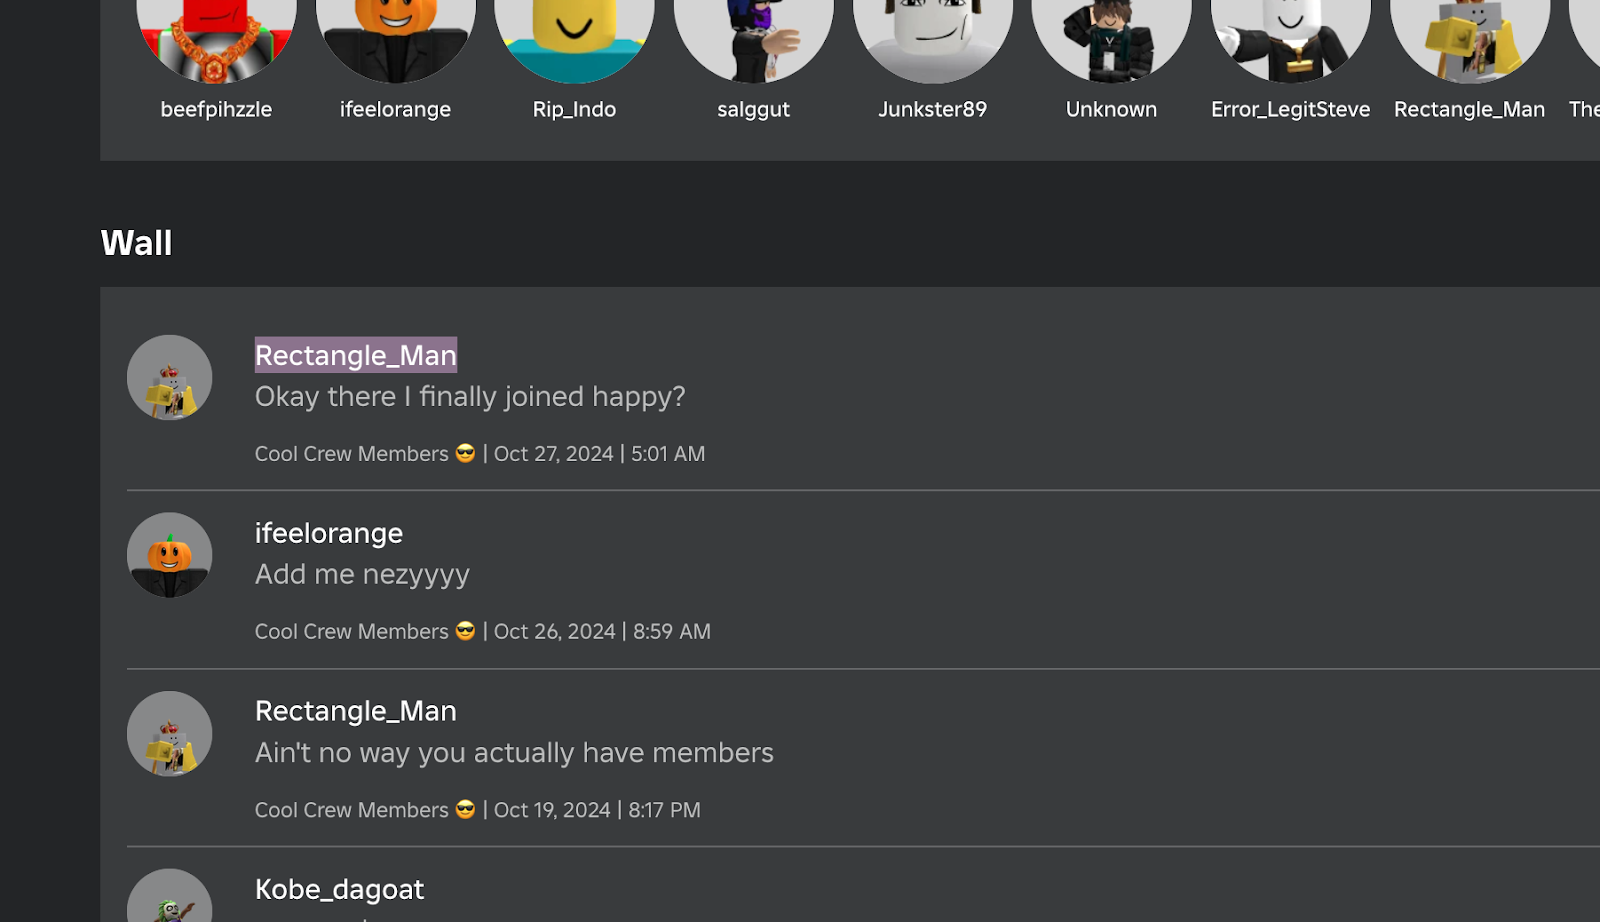 beefpihzzle
ifeelorange
Rip_Indo
salggut
Junkster89
Unknown
Error_LegitSteve
Rectangle_Man
The
Wall
Rectangle_Man
Okay there I finally joined happy?
Cool Crew Members 😎 | Oct 27, 2024 | 5:01 AM
ifeelorange
Add me nezyyyy
Cool Crew Members 😎 | Oct 26, 2024 | 8:59 AM
Rectangle_Man
Ain't no way you actually have members
Cool Crew Members 😎 | Oct 19, 2024 | 8:17 PM
Kobe_dagoat